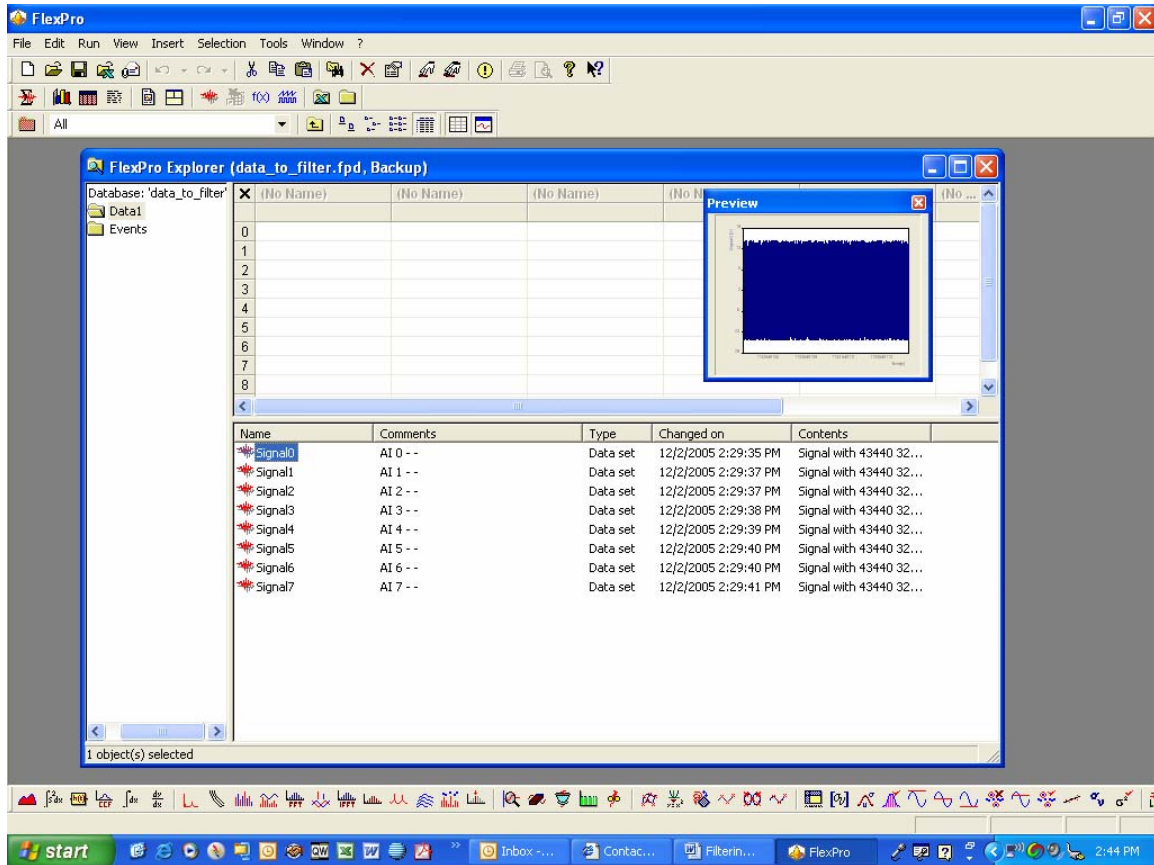 FlexPro
File Edit Run View Insert Selection Tools Window ?
f(x)
All
FlexPro Explorer (data_to_filter.fpd, Backup)
Database: 'data_to_filter'
Data1
Events
(No Name) (No Name) (No Name) (No N (No ...
Preview
0
1
2
3
4
5
6
7
8
Name Comments Type Changed on Contents
Signal0 AI 0 - - Data set 12/2/2005 2:29:35 PM Signal with 43440 32...
Signal1 AI 1 - - Data set 12/2/2005 2:29:37 PM Signal with 43440 32...
Signal2 AI 2 - - Data set 12/2/2005 2:29:37 PM Signal with 43440 32...
Signal3 AI 3 - - Data set 12/2/2005 2:29:38 PM Signal with 43440 32...
Signal4 AI 4 - - Data set 12/2/2005 2:29:39 PM Signal with 43440 32...
Signal5 AI 5 - - Data set 12/2/2005 2:29:40 PM Signal with 43440 32...
Signal6 AI 6 - - Data set 12/2/2005 2:29:40 PM Signal with 43440 32...
Signal7 AI 7 - - Data set 12/2/2005 2:29:41 PM Signal with 43440 32...
1 object(s) selected
start Inbox -... Contac... Filterin... FlexPro 2:44 PM